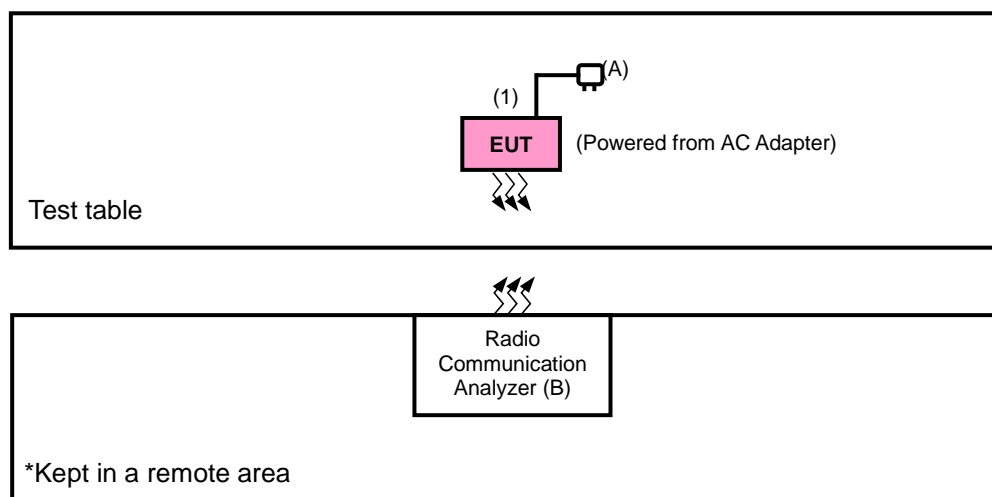 (A)
(1)
EUT (Powered from AC Adapter)
Test table
Radio
Communication
Analyzer (B)
*Kept in a remote area